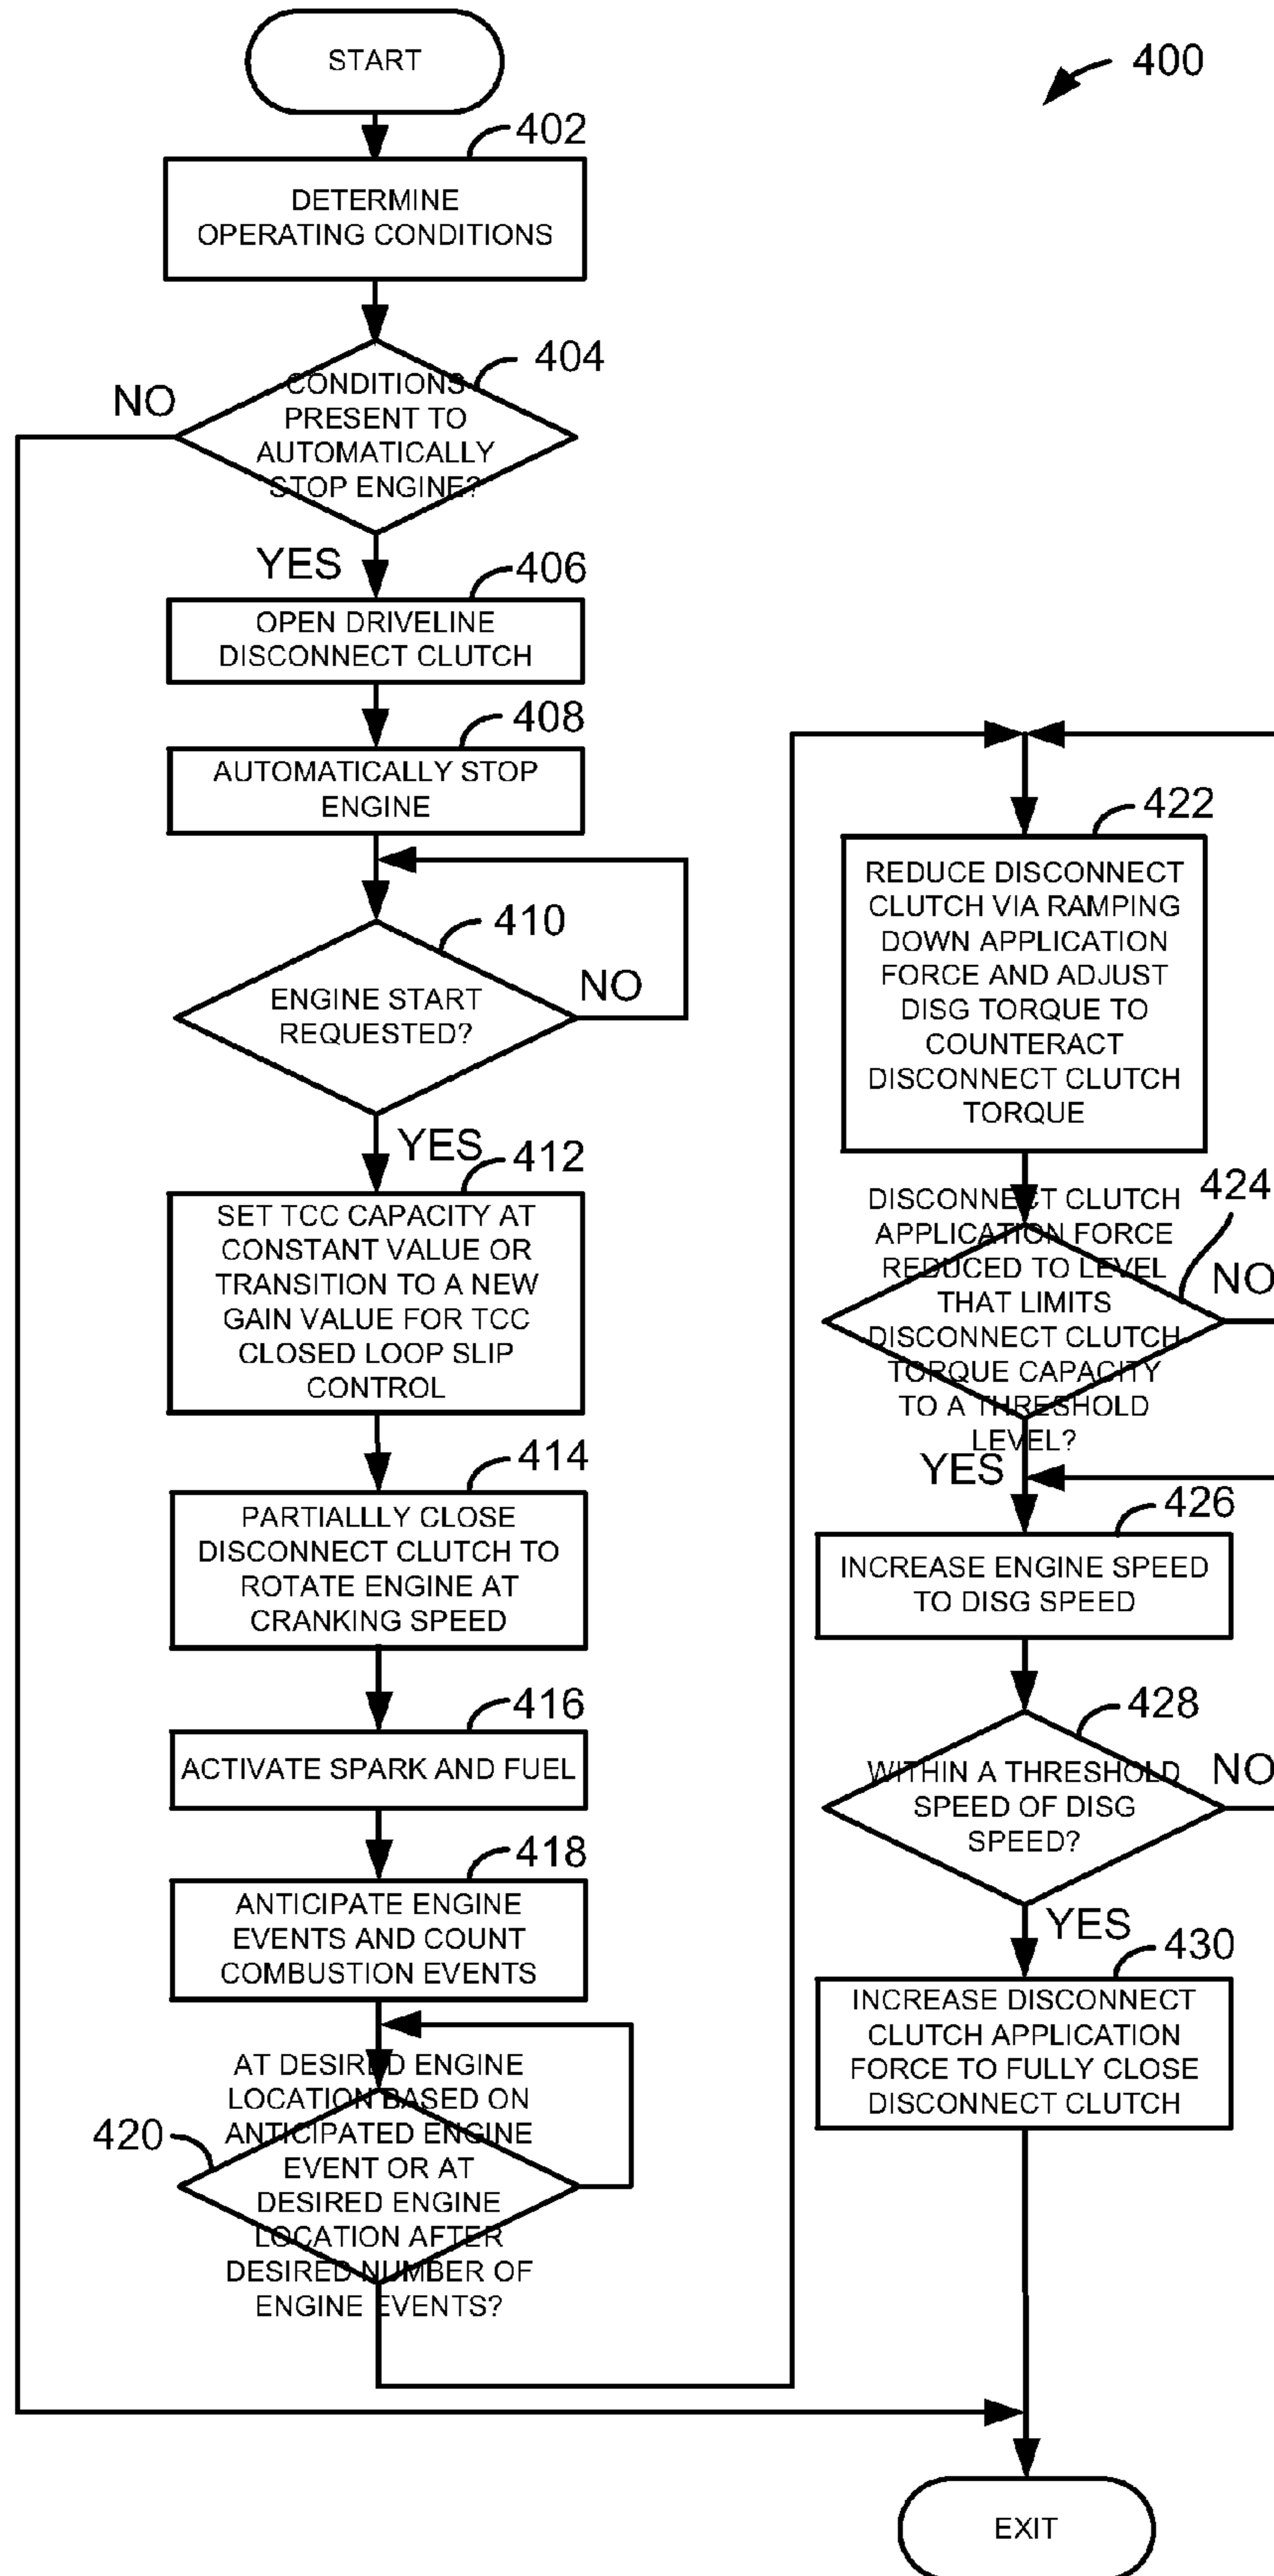 START
400
402
DETERMINE
OPERATING CONDITIONS
404
NO
CONDITIONS
PRESENT TO
AUTOMATICALLY
STOP ENGINE?
YES
406
OPEN DRIVELINE
DISCONNECT CLUTCH
408
AUTOMATICALLY STOP
ENGINE
410
ENGINE START
REQUESTED?
NO
YES
412
SET TCC CAPACITY AT
CONSTANT VALUE OR
TRANSITION TO A NEW
GAIN VALUE FOR TCC
CLOSED LOOP SLIP
CONTROL
414
PARTIALLLY CLOSE
DISCONNECT CLUTCH TO
ROTATE ENGINE AT
CRANKING SPEED
416
ACTIVATE SPARK AND FUEL
418
ANTICIPATE ENGINE
EVENTS AND COUNT
COMBUSTION EVENTS
420
AT DESIRED ENGINE
LOCATION BASED ON
ANTICIPATED ENGINE
EVENT OR AT
DESIRED ENGINE
LOCATION AFTER
DESIRED NUMBER OF
ENGINE EVENTS?
422
REDUCE DISCONNECT
CLUTCH VIA RAMPING
DOWN APPLICATION
FORCE AND ADJUST
DISG TORQUE TO
COUNTERACT
DISCONNECT CLUTCH
TORQUE
424
DISCONNECT CLUTCH
APPLICATION FORCE
REDUCED TO LEVEL
THAT LIMITS
DISCONNECT CLUTCH
TORQUE CAPACITY
TO A THRESHOLD
LEVEL?
NO
YES
426
INCREASE ENGINE SPEED
TO DISG SPEED
428
WITHIN A THRESHOLD
SPEED OF DISG
SPEED?
NO
YES
430
INCREASE DISCONNECT
CLUTCH APPLICATION
FORCE TO FULLY CLOSE
DISCONNECT CLUTCH
EXIT